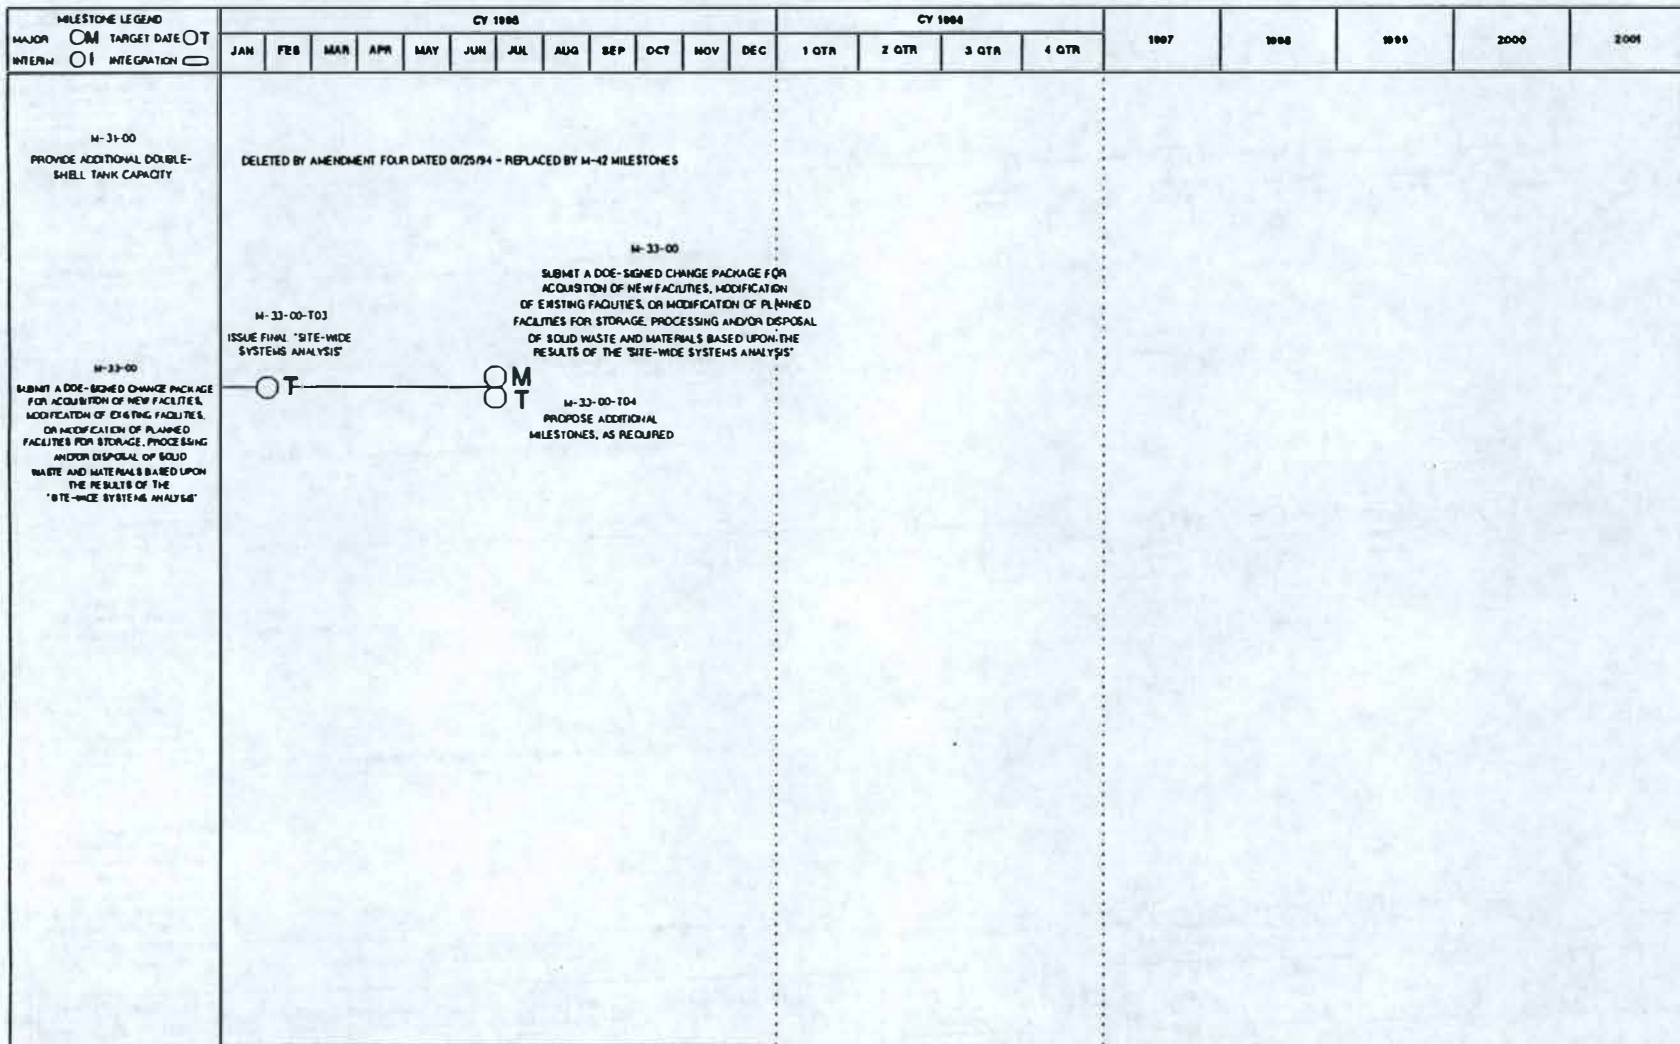 MILESTONE LEGEND
MAJOR M TARGET DATE T
INTERIM I INTEGRATION
CY 1995
JAN FEB MAR APR MAY JUN JUL AUG SEP OCT NOV DEC
CY 1996
1 QTR 2 QTR 3 QTR 4 QTR
1997 1998 1999 2000 2001
M-31-00
PROVIDE ADDITIONAL DOUBLE-
SHELL TANK CAPACITY
DELETED BY AMENDMENT FOUR DATED 01/25/94 - REPLACED BY M-42 MILESTONES
M-33-00
SUBMIT A DOE-SIGNED CHANGE PACKAGE
FOR ACQUISITION OF NEW FACILITES,
MODIFICATION OF EXISTING FACILITES,
OR MODIFICATION OF PLANNED
FACILITES FOR STORAGE, PROCESSING
AND/OR DISPOSAL OF SOLID
WASTE AND MATERIALS BASED UPON
THE RESULTS OF THE
"SITE-WIDE SYSTEMS ANALYSIS"
M-33-00-T03
ISSUE FINAL "SITE-WIDE
SYSTEMS ANALYSIS"
T
M-33-00
SUBMIT A DOE-SIGNED CHANGE PACKAGE FOR
ACQUISITION OF NEW FACILITIES, MODIFICATION
OF EXISTING FACILITIES, OR MODIFICATION OF PLANNED
FACILITIES FOR STORAGE, PROCESSING AND/OR DISPOSAL
OF SOLID WASTE AND MATERIALS BASED UPON THE
RESULTS OF THE "SITE-WIDE SYSTEMS ANALYSIS"
M
T
M-33-00-T04
PROPOSE ADDITIONAL
MILESTONES, AS REQUIRED